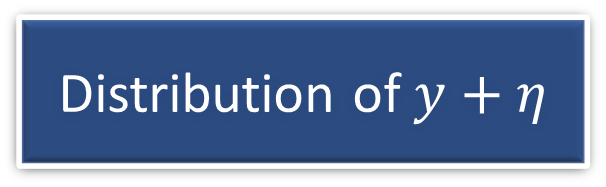 Distribution of y + η